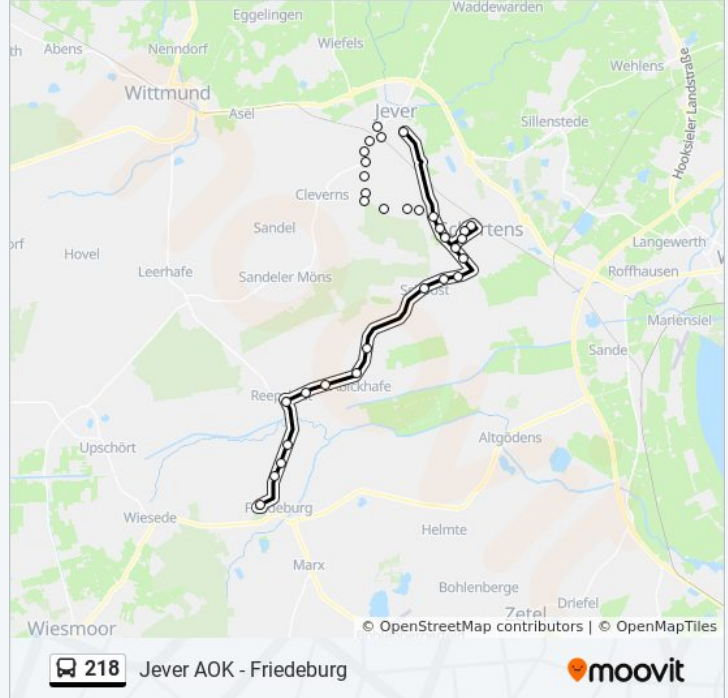 Eggelingen
Waddewarden
Abens
Nenndorf
Wiefels
Wehlens
Wittmund
Asel
Jever
Sillenstede
Hooksieler Landstraße
Cleverns
Sandel
Langewerth
Hovel
Leerhafe
Sandeler Möns
Roffhausen
Mariensiel
Sande
Upschört
Altgödens
Wiesede
Helmte
Marx
Bohlenberge
Driefel
Zetel
Wiesmoor
© OpenStreetMap contributors | © OpenMapTiles
218 Jever AOK - Friedeburg
moovit